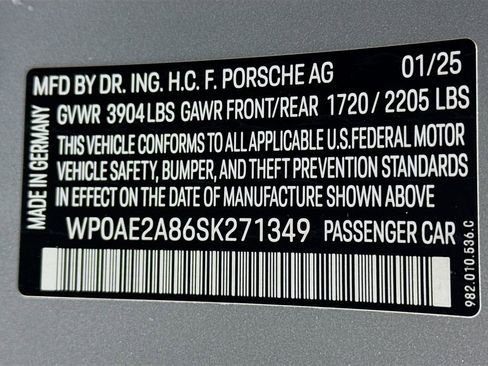 MFD BY DR. ING. H.C. F. PORSCHE AG 01/25
GVWR 3904 LBS GAWR FRONT/REAR 1720 / 2205 LBS
THIS VEHICLE CONFORMS TO ALL APPLICABLE U.S.FEDERAL MOTOR
VEHICLE SAFETY, BUMPER, AND THEFT PREVENTION STANDARDS
IN EFFECT ON THE DATE OF MANUFACTURE SHOWN ABOVE
WP0AE2A86SK271349 PASSENGER CAR
MADE IN GERMANY
982.010.536.C